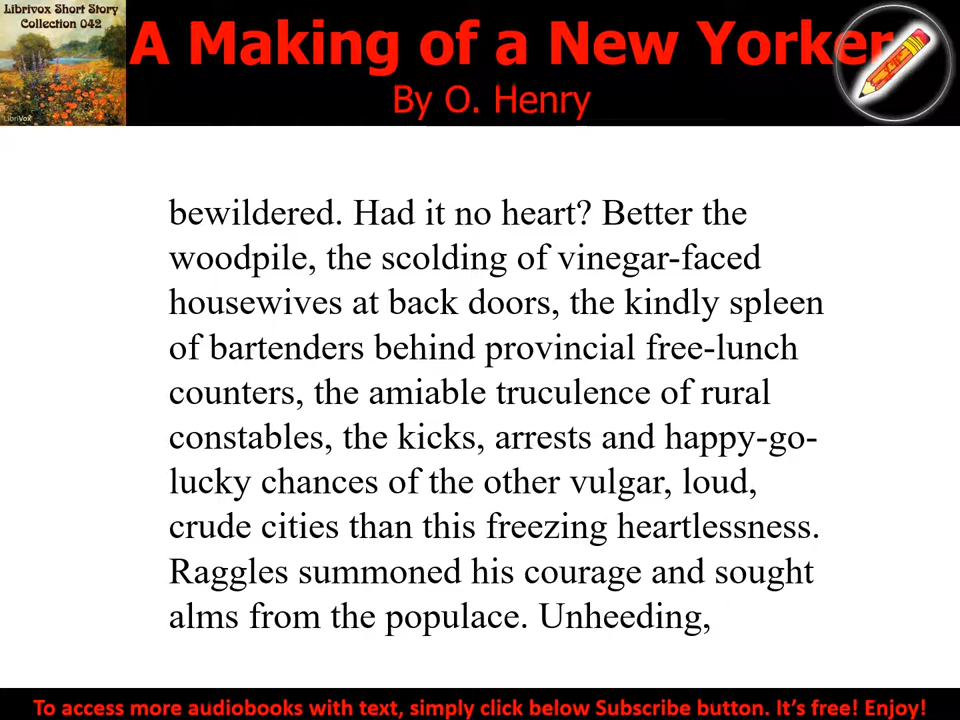 Librivox Short Story
Collection 042
LibriVox
A Making of a New Yorker
By O. Henry
bewildered. Had it no heart? Better the
woodpile, the scolding of vinegar-faced
housewives at back doors, the kindly spleen
of bartenders behind provincial free-lunch
counters, the amiable truculence of rural
constables, the kicks, arrests and happy-go-
lucky chances of the other vulgar, loud,
crude cities than this freezing heartlessness.
Raggles summoned his courage and sought
alms from the populace. Unheeding,
To access more audiobooks with text, simply click below Subscribe button. It's free! Enjoy!